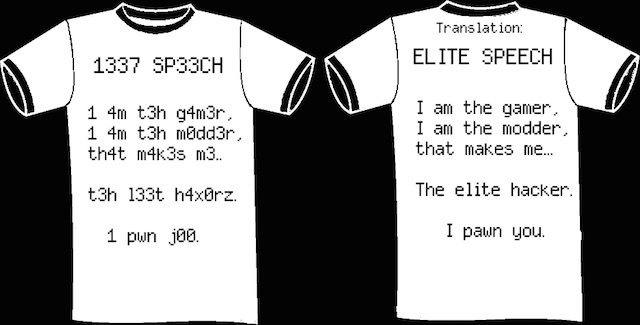 1337 SP33CH
1 4m t3h g4m3r,
1 4m t3h m0dd3r,
th4t m4k3s m3..
t3h l33t h4x0rz.
1 pwn j00.
Translation:
ELITE SPEECH
I am the gamer,
I am the modder,
that makes me...
The elite hacker.
I pawn you.